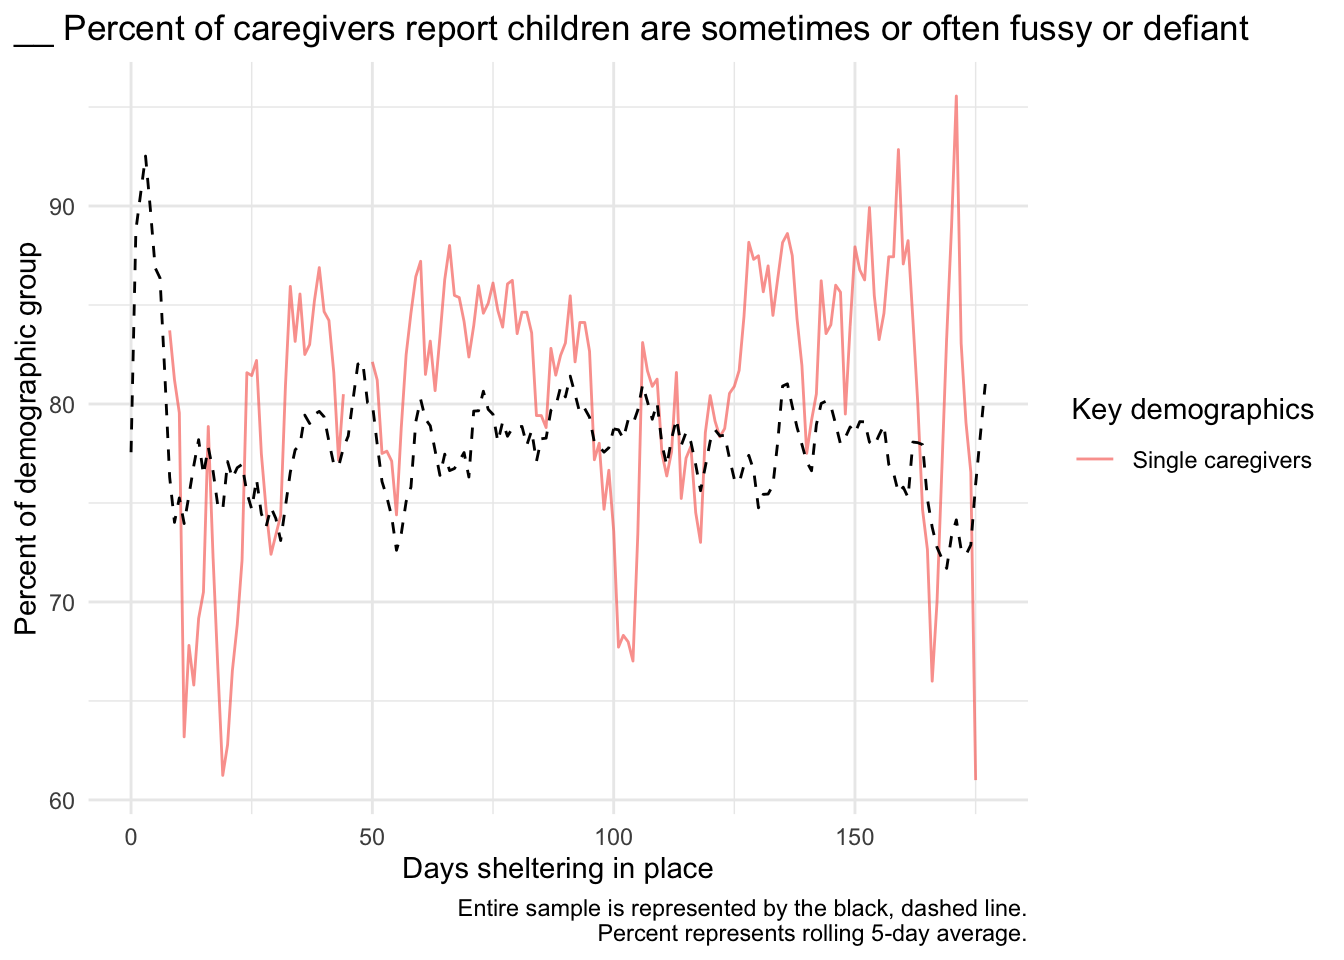 __ Percent of caregivers report children are sometimes or often fussy or defiant
Percent of demographic group
90
80
70
60
0
50
100
150
Days sheltering in place
Key demographics
Single caregivers
Entire sample is represented by the black, dashed line.
Percent represents rolling 5-day average.